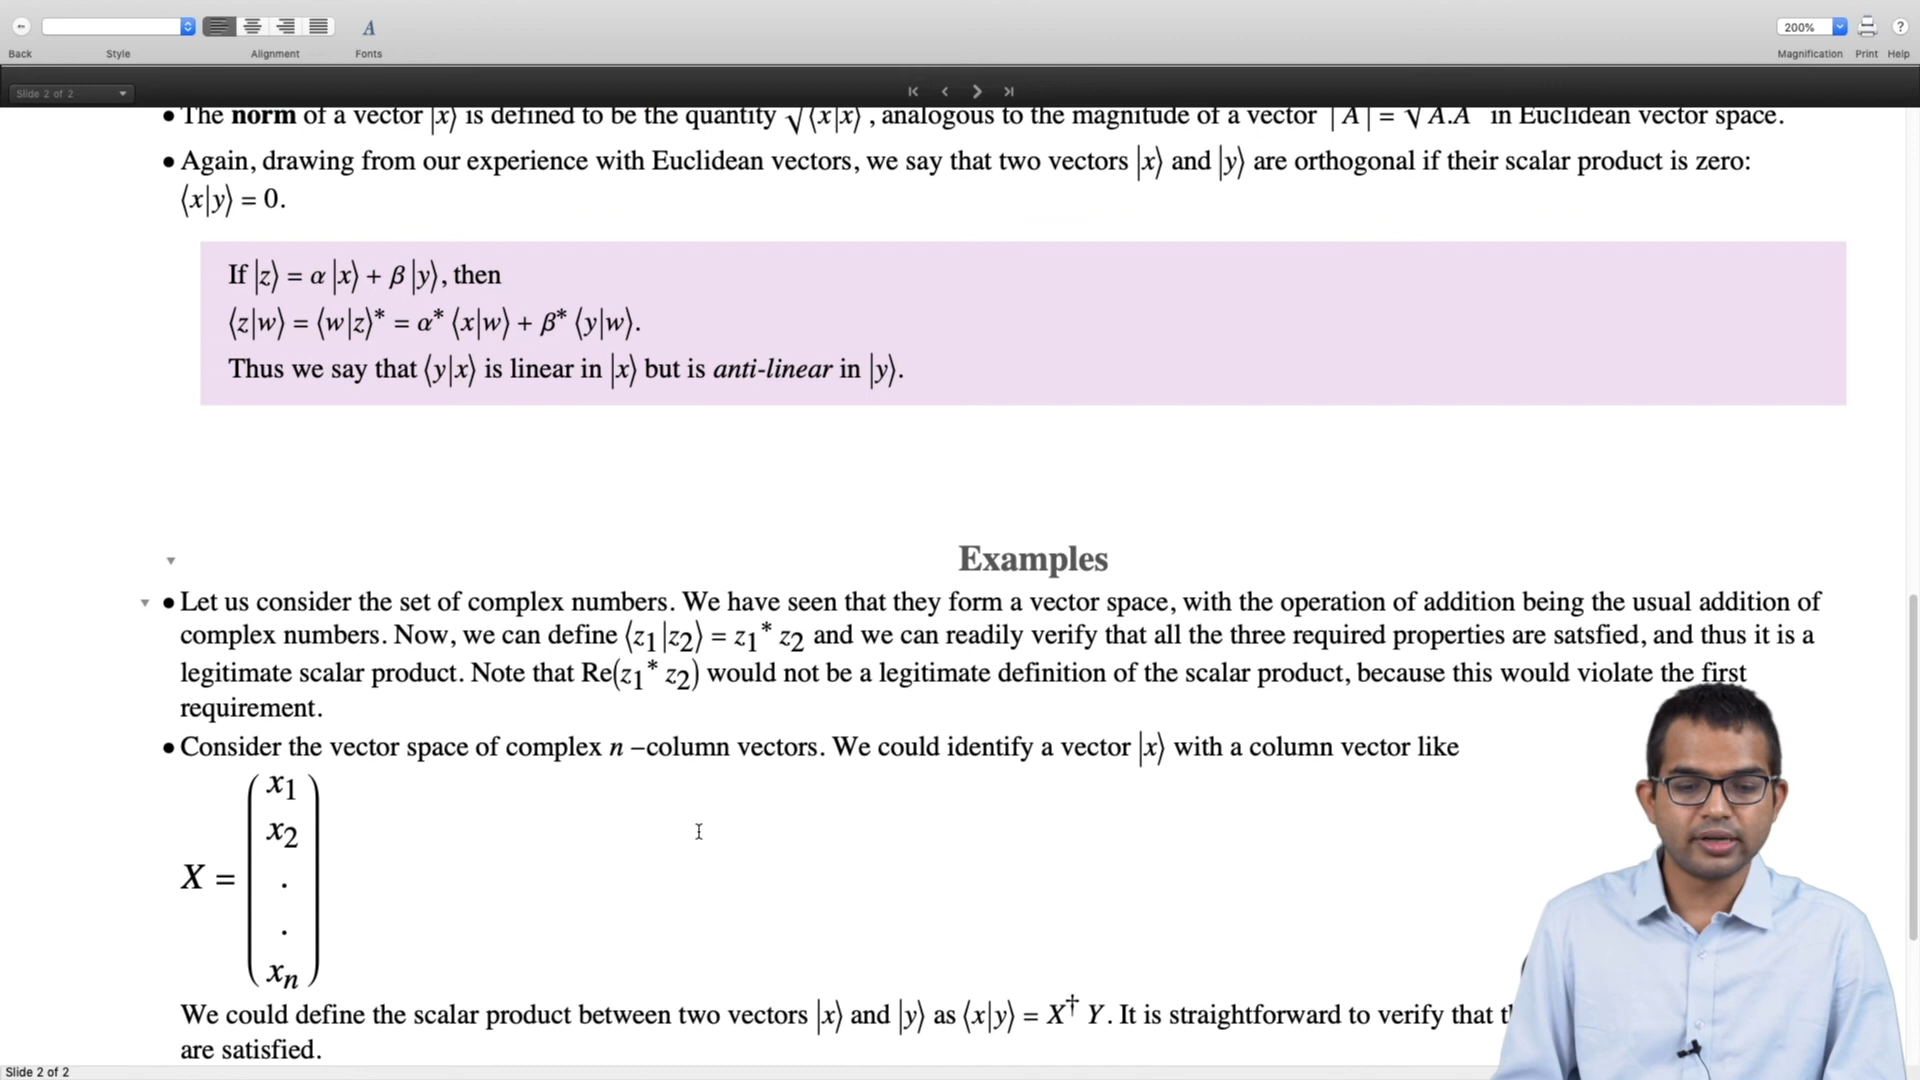 200%
Back Style Alignment Fonts Magnification Print Help
Slide 2 of 2
• The norm of a vector |x⟩ is defined to be the quantity √⟨x|x⟩ , analogous to the magnitude of a vector | A | = √A.A in Euclidean vector space.
• Again, drawing from our experience with Euclidean vectors, we say that two vectors |x⟩ and |y⟩ are orthogonal if their scalar product is zero:
⟨x|y⟩ = 0.
If |z⟩ = α |x⟩ + β |y⟩, then
⟨z|w⟩ = ⟨w|z⟩* = α* ⟨x|w⟩ + β* ⟨y|w⟩.
Thus we say that ⟨y|x⟩ is linear in |x⟩ but is anti-linear in |y⟩.
Examples
• Let us consider the set of complex numbers. We have seen that they form a vector space, with the operation of addition being the usual addition of
complex numbers. Now, we can define ⟨z₁|z₂⟩ = z₁* z₂ and we can readily verify that all the three required properties are satsfied, and thus it is a
legitimate scalar product. Note that Re(z₁* z₂) would not be a legitimate definition of the scalar product, because this would violate the first
requirement.
• Consider the vector space of complex n −column vectors. We could identify a vector |x⟩ with a column vector like
x₁
x₂
.
X =
.
xₙ
We could define the scalar product between two vectors |x⟩ and |y⟩ as ⟨x|y⟩ = X† Y. It is straightforward to verify that
are satisfied.
Slide 2 of 2